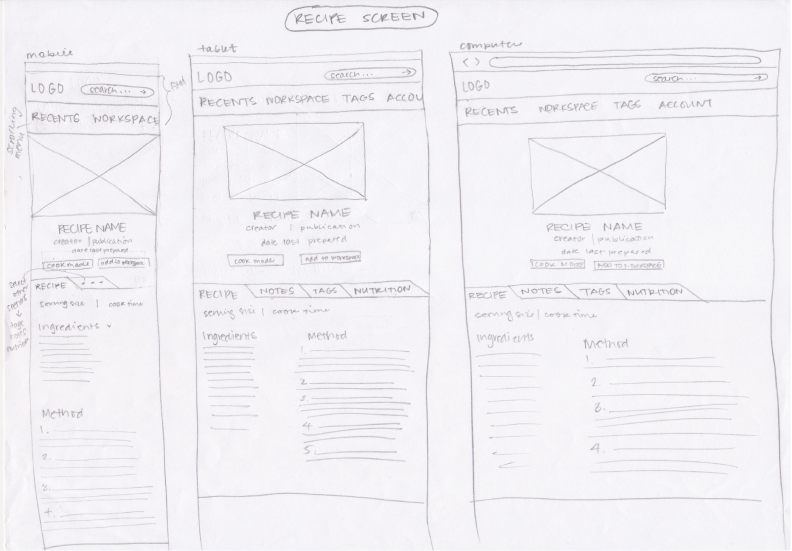 RECIPE SCREEN
mobile
LOGO
search... →
fixed
RECENTS WORKSPACE
scrolling
menu
RECIPE NAME
creator | publication
date last prepared
cook mode
add to workspace
RECIPE
...
serving size | cook time
Ingredients
Method
1.
2.
3.
4.
tablet
LOGO
search... →
RECENTS WORKSPACE TAGS ACCOU
RECIPE NAME
creator | publication
date last prepared
cook mode
add to workspace
RECIPE NOTES TAGS NUTRITION
serving size | cook time
Ingredients
Method
1.
2.
3.
4.
5.
computer
< >
LOGO
search... →
RECENTS WORKSPACE TAGS ACCOUNT
RECIPE NAME
creator | publication
date last prepared
COOK MODE
ADD TO WORKSPACE
RECIPE NOTES TAGS NUTRITION
serving size | cook time
Ingredients
Method
1.
2.
3.
4.